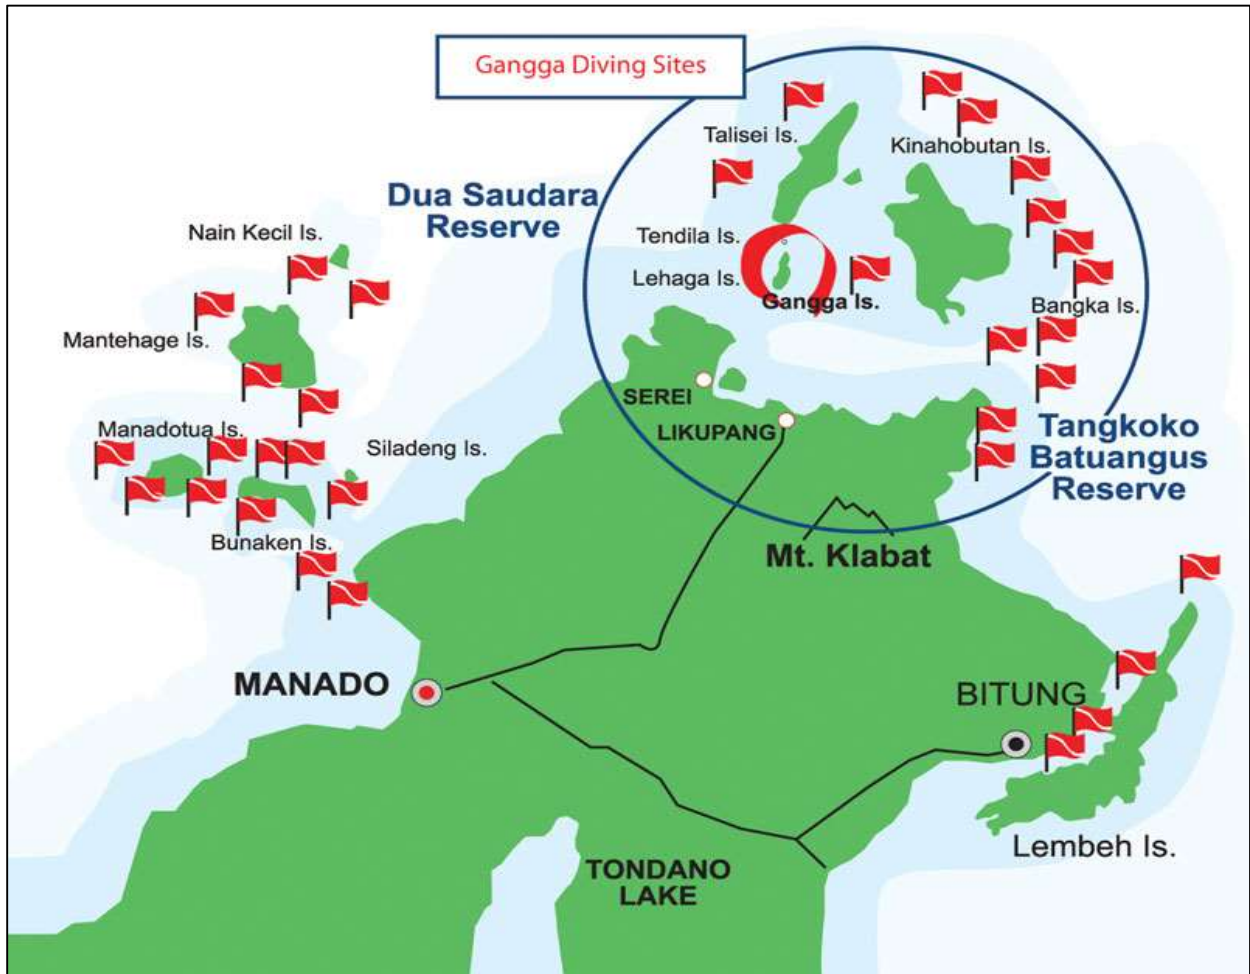 Gangga Diving Sites
Talisei Is.
Kinahobutan Is.
Dua Saudara
Reserve
Nain Kecil Is.
Tendila Is.
Lehaga Is.
Gangga Is.
Bangka Is.
Mantehage Is.
SEREI
LIKUPANG
Manadotua Is.
Siladeng Is.
Tangkoko
Batuangus
Reserve
Bunaken Is.
Mt. Klabat
MANADO
BITUNG
Lembeh Is.
TONDANO
LAKE